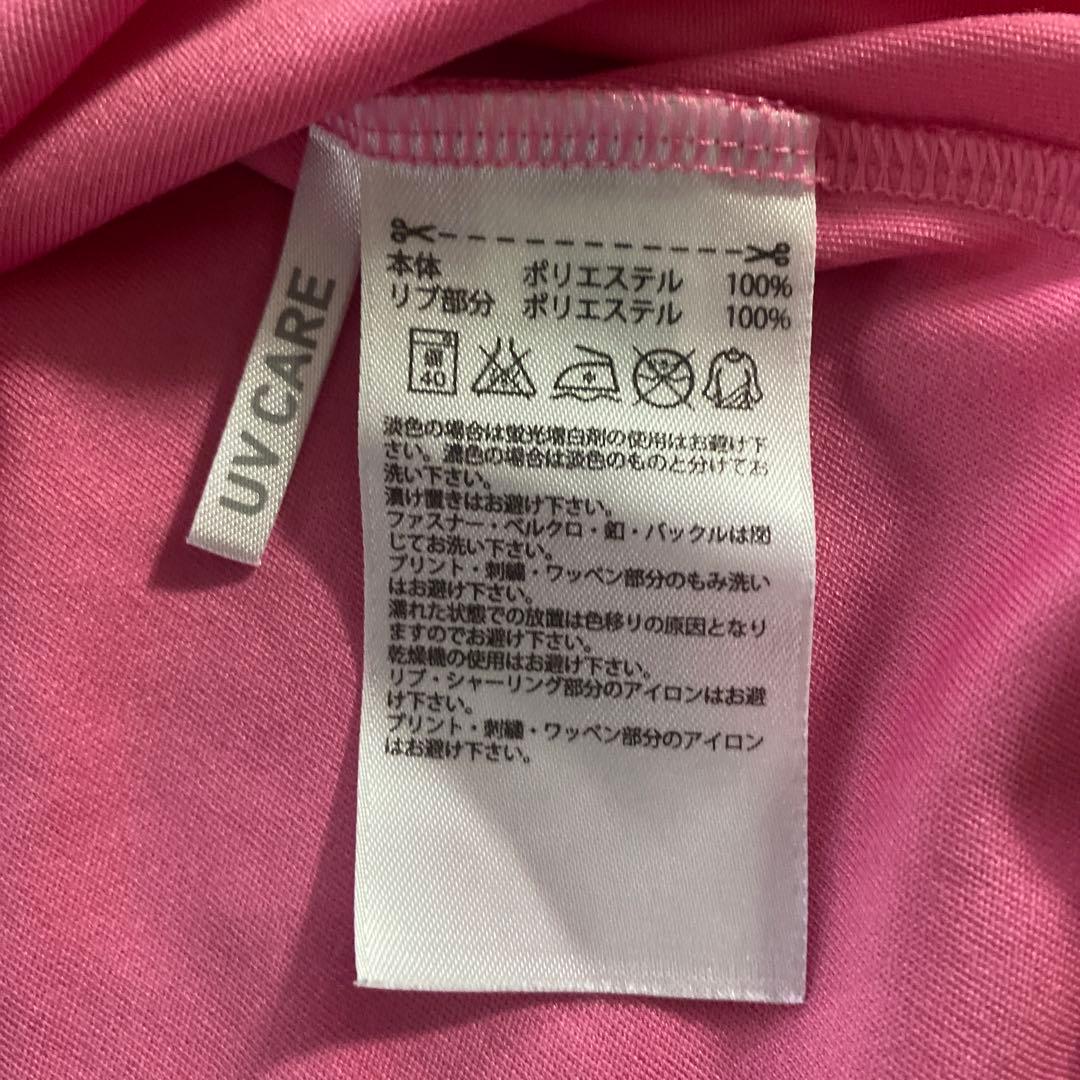 UV CARE
本体 ポリエステル 100%
リブ部分 ポリエステル 100%
40
淡色の場合は蛍光増白剤の使用はお避け下
さい。濃色の場合は淡色のものと分けてお
洗い下さい。
漬け置きはお避け下さい。
ファスナー・ベルクロ・釦・バックルは閉
じてお洗い下さい。
プリント・刺繍・ワッペン部分のもみ洗い
はお避け下さい。
濡れた状態での放置は色移りの原因となり
ますのでお避け下さい。
乾燥機の使用はお避け下さい。
リブ・シャーリング部分のアイロンはお避
け下さい。
プリント・刺繍・ワッペン部分のアイロン
はお避け下さい。